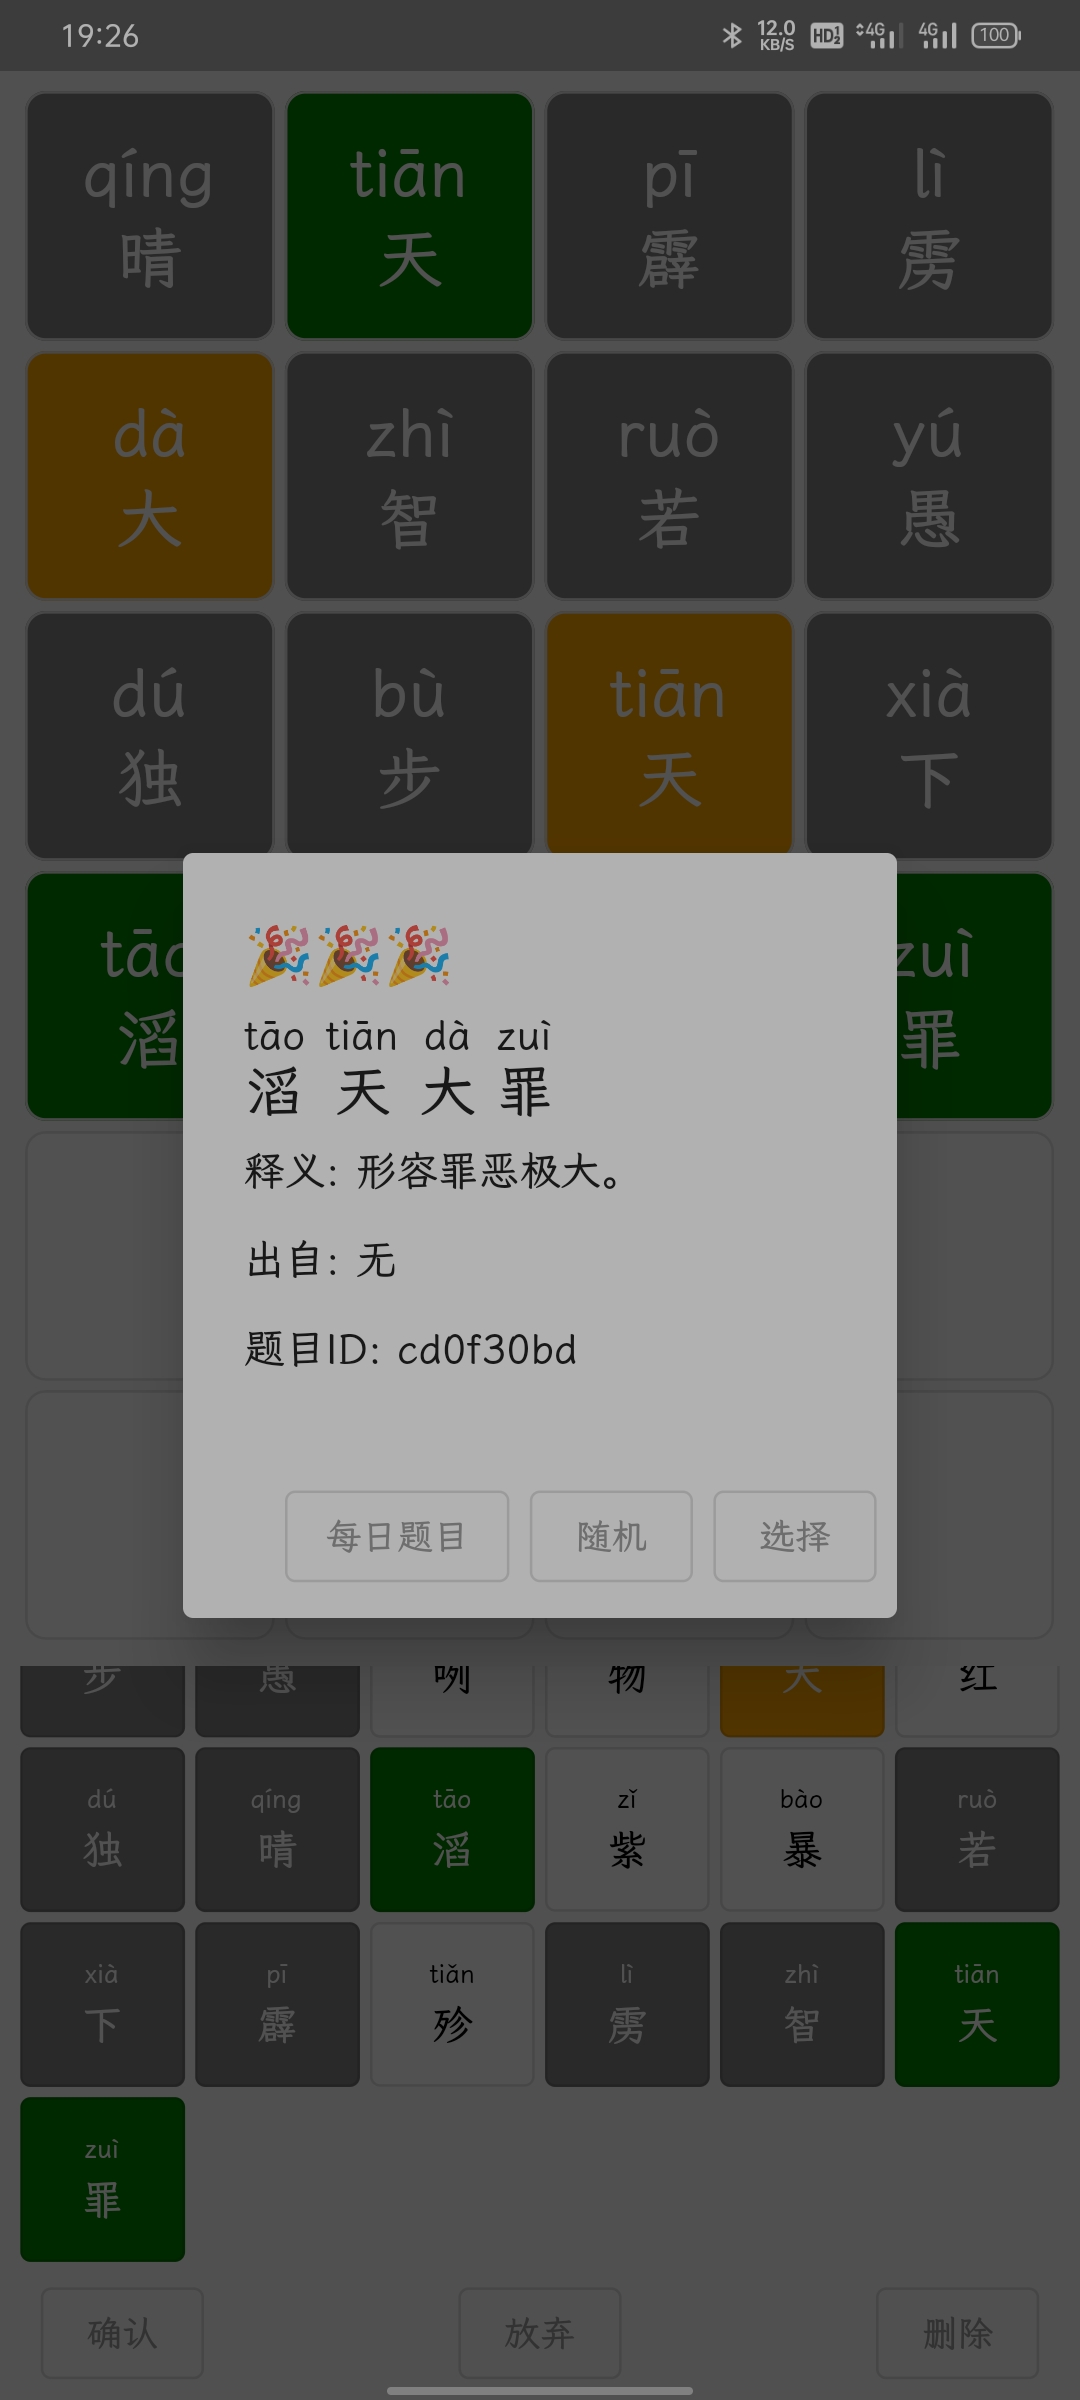 19:26 12.0 KB/S HD 1 2 4G 4G 100
qíng tiān pī lì
晴 天 霹 雳
dà zhì ruò yú
大 智 若 愚
dú bù tiān xià
独 步 天 下
tāo zuì
滔 罪
🎉🎉🎉
tāo tiān dà zuì
滔 天 大 罪
释义: 形容罪恶极大。
出自: 无
题目ID: cd0f30bd
每日题目 随机 选择
步 愚 咧 物 大 红
dú qíng tāo zǐ bào ruò
独 晴 滔 紫 暴 若
xià pī tiǎn lì zhì tiān
下 霹 殄 雳 智 天
zuì
罪
确认 放弃 删除